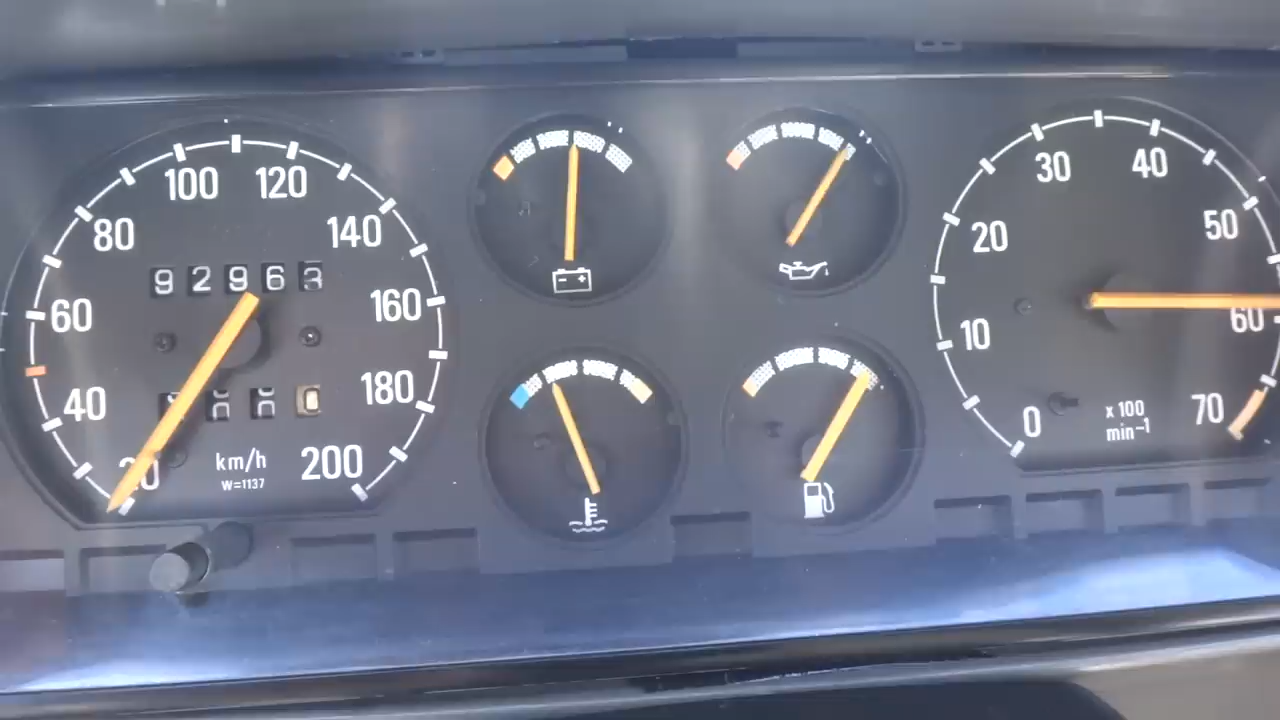 100 120
80 140
92963
60 160
40 180
20 km/h 200
W=1137
30 40
20 50
10 60
0 x 100 70
min-1